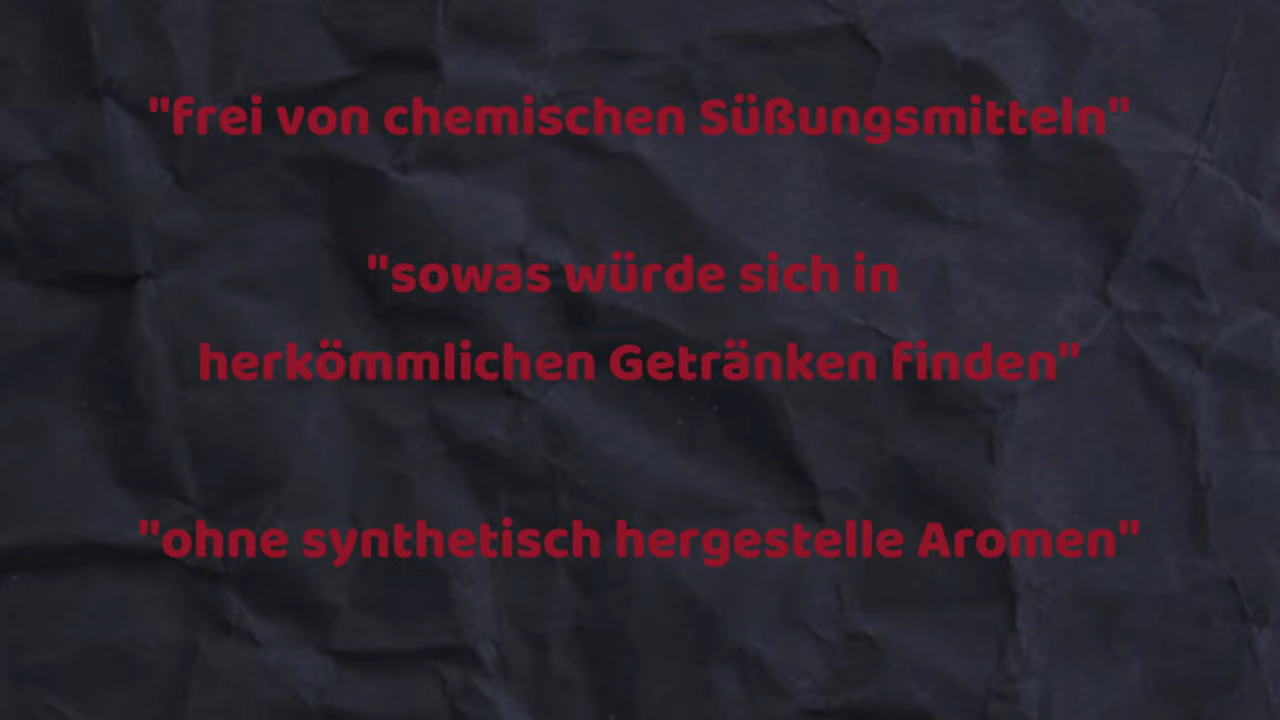 "frei von chemischen Süßungsmitteln"
"sowas würde sich in
herkömmlichen Getränken finden"
"ohne synthetisch hergestelle Aromen"